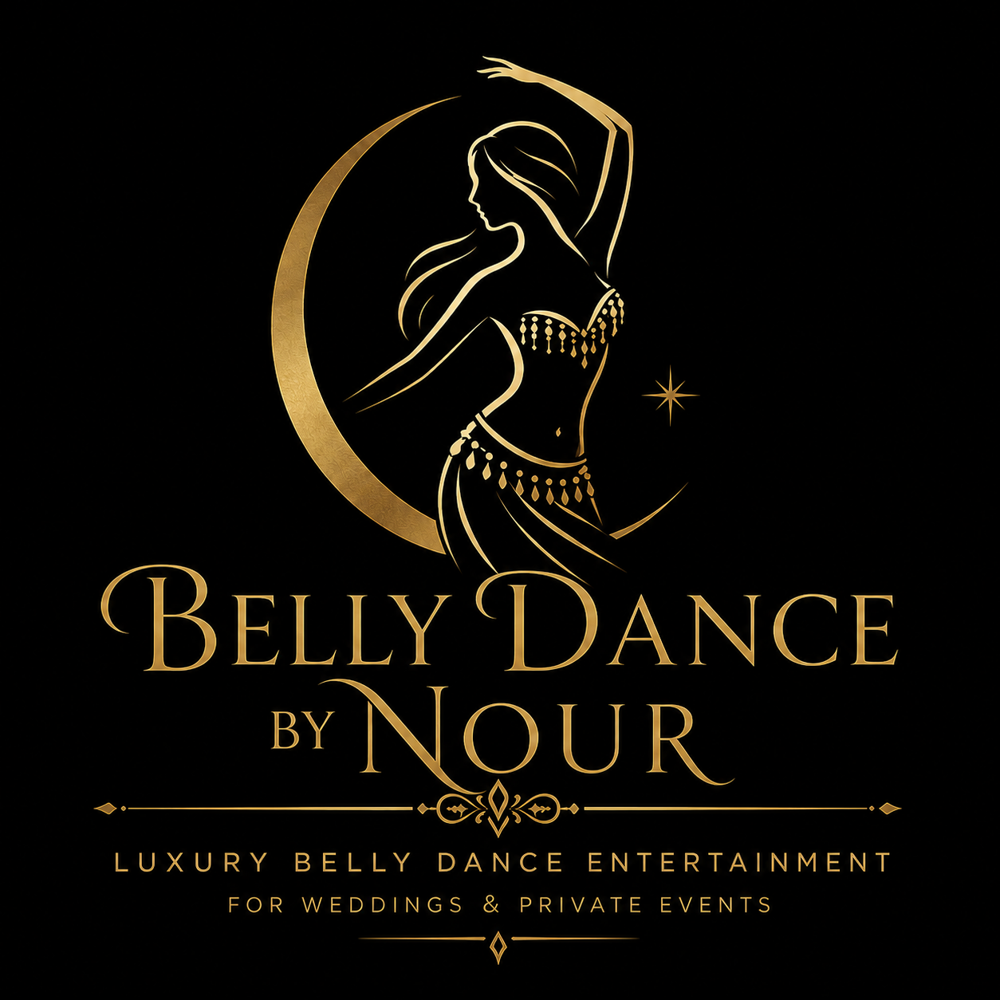 BELLY DANCE
BY NOUR
LUXURY BELLY DANCE ENTERTAINMENT
FOR WEDDINGS & PRIVATE EVENTS